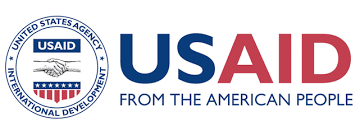 UNITED STATES AGENCY
USAID
INTERNATIONAL DEVELOPMENT
USAID
FROM THE AMERICAN PEOPLE